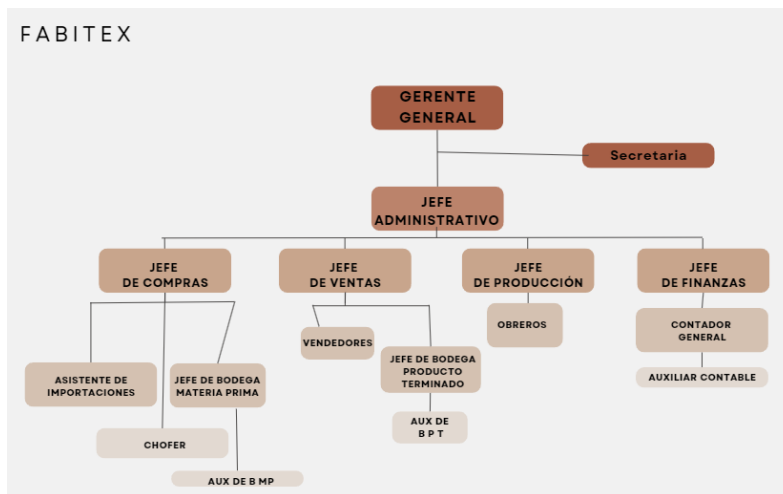 FABITEX
GERENTE
GENERAL
Secretaria
JEFE
ADMINISTRATIVO
JEFE
DE COMPRAS
JEFE
DE VENTAS
JEFE
DE PRODUCCIÓN
JEFE
DE FINANZAS
ASISTENTE DE
IMPORTACIONES
CHOFER
JEFE DE BODEGA
MATERIA PRIMA
AUX DE B MP
VENDEDORES
JEFE DE BODEGA
PRODUCTO
TERMINADO
AUX DE
B P T
OBREROS
CONTADOR
GENERAL
AUXILIAR CONTABLE